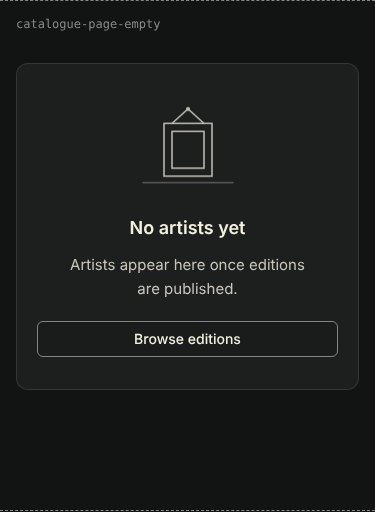 catalogue-page-empty
No artists yet
Artists appear here once editions
are published.
Browse editions